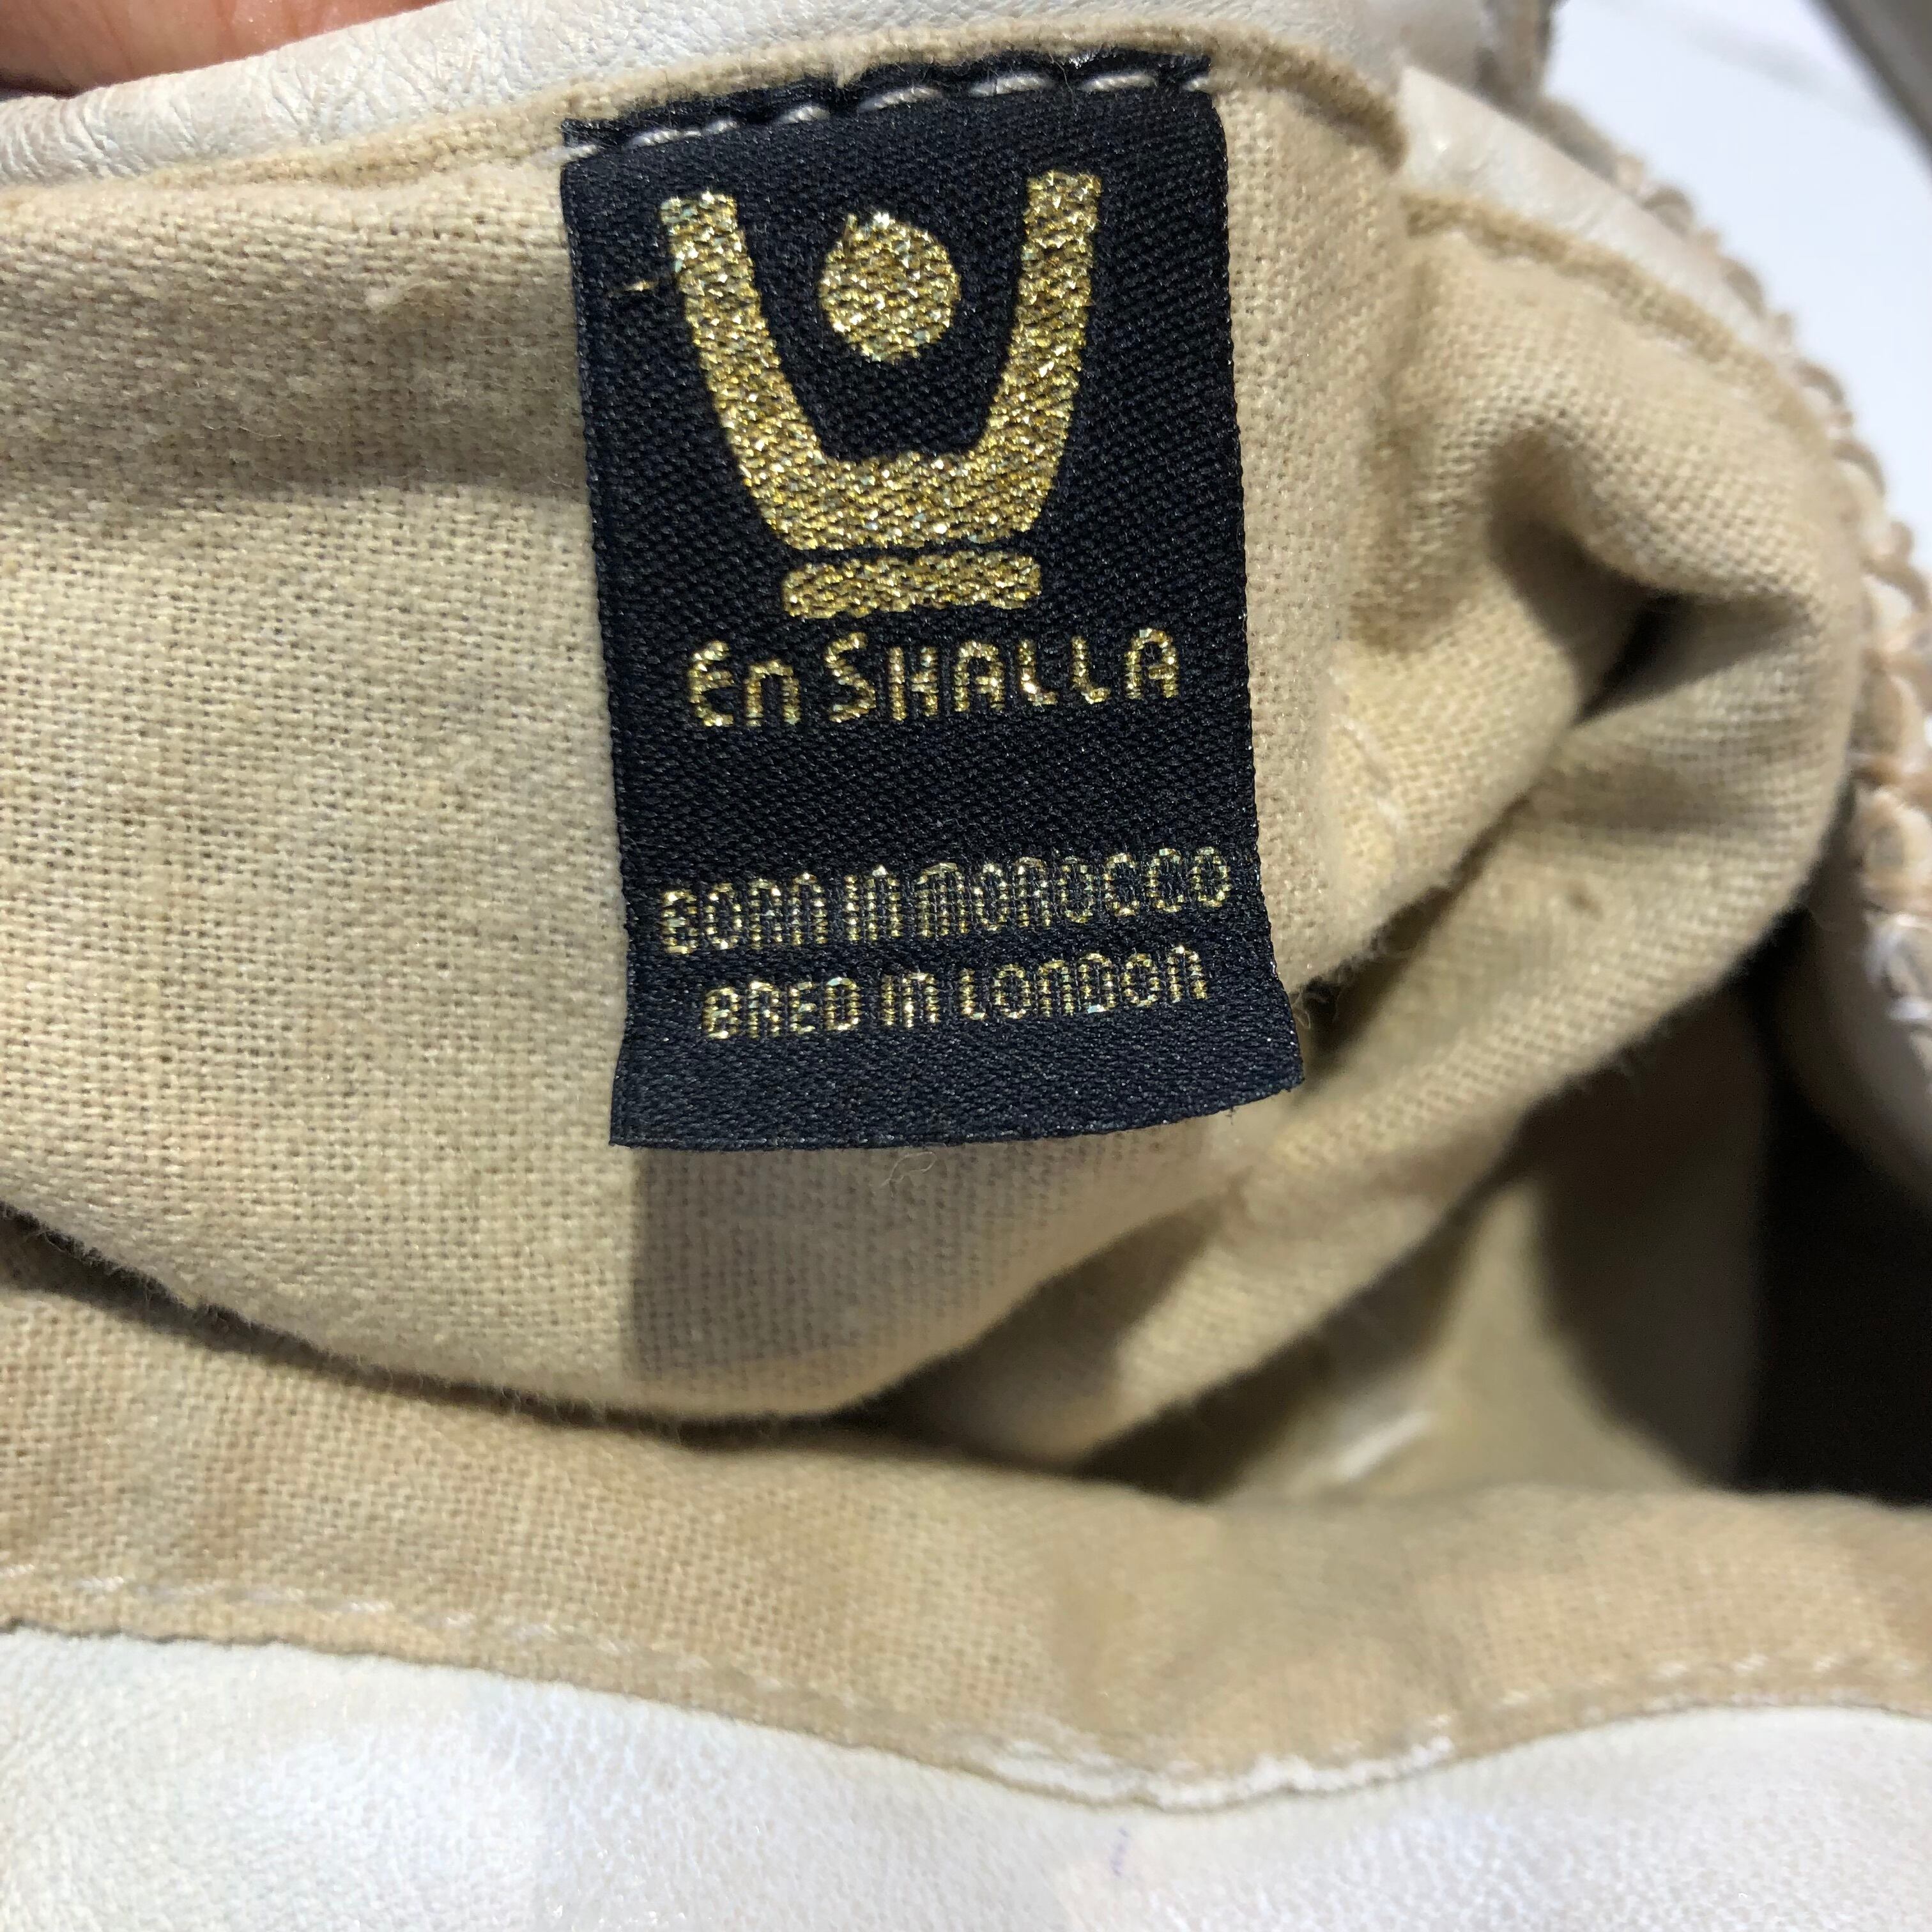 En SHALLA
BORN IN MOROCCO
BRED IN LONDON